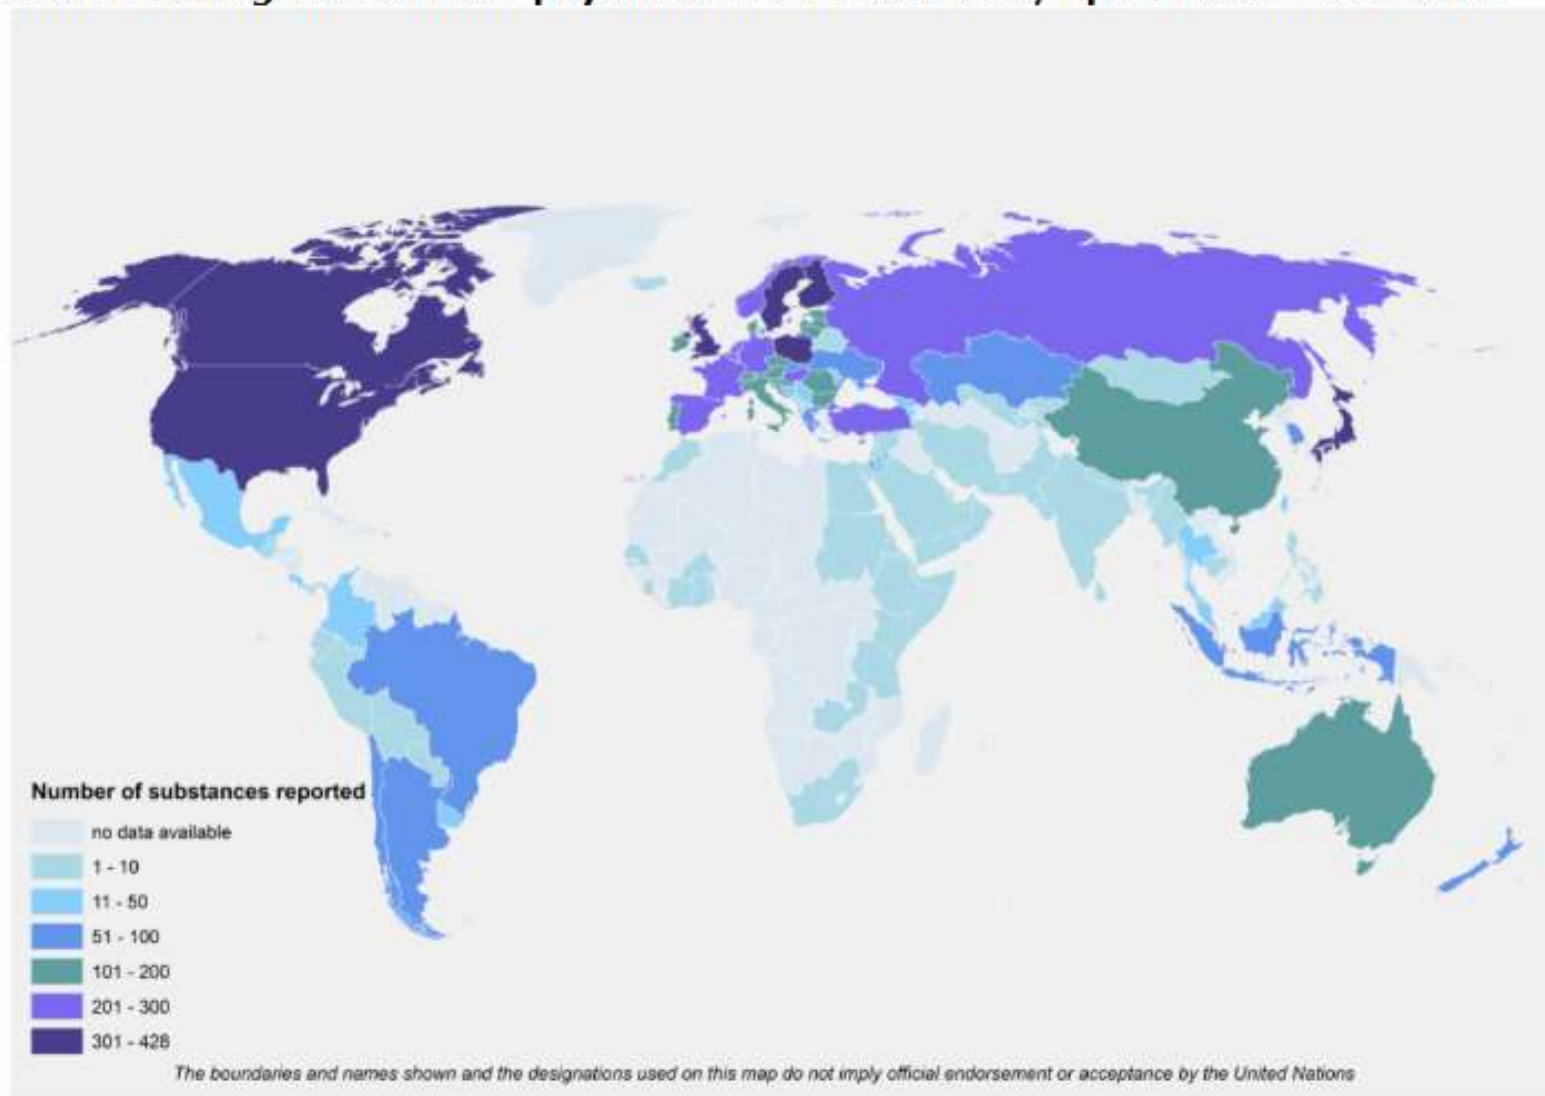 Number of substances reported
no data available
1 - 10
11 - 50
51 - 100
101 - 200
201 - 300
301 - 428
The boundaries and names shown and the designations used on this map do not imply official endorsement or acceptance by the United Nations